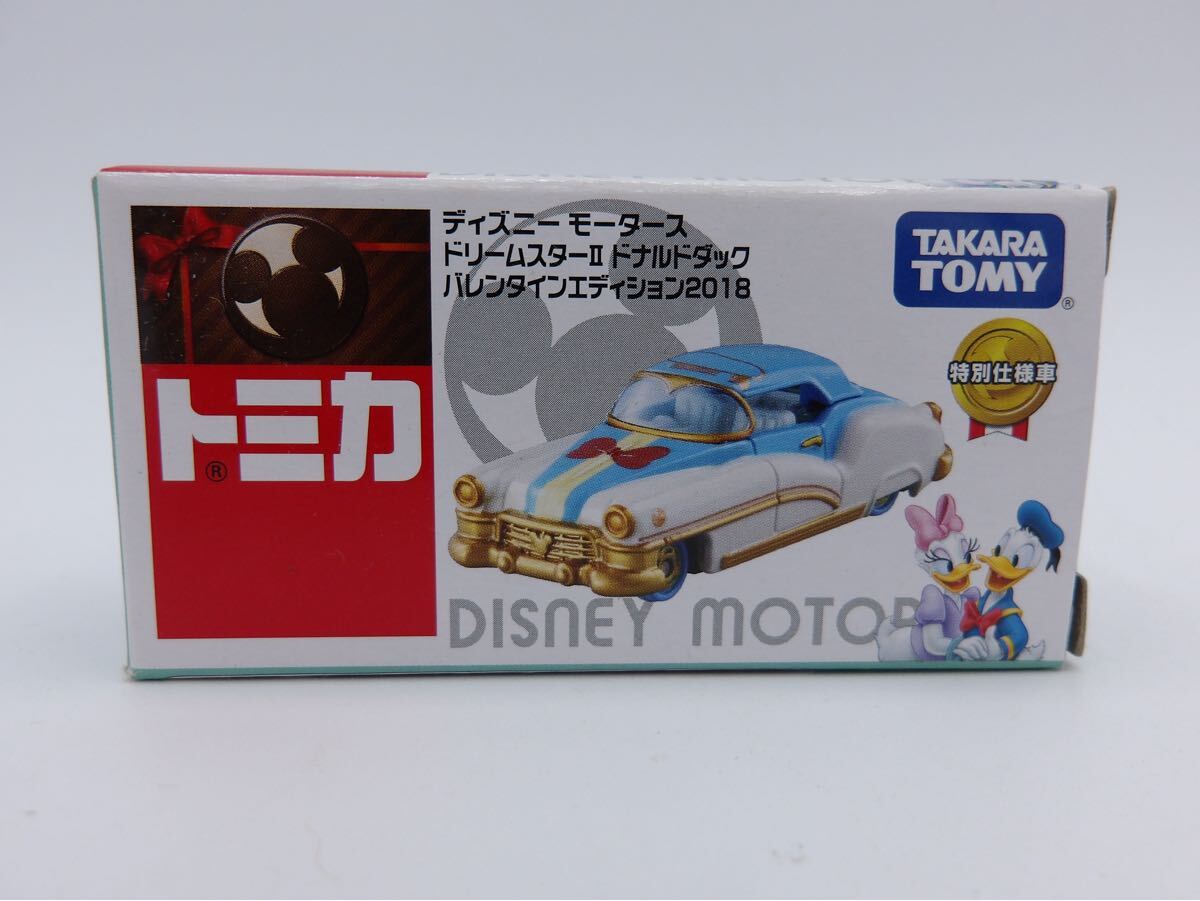 ディズニー モータース
ドリームスターII ドナルドダック
バレンタインエディション2018
TAKARA
TOMY
®
特別仕様車
トミカ
®
DISNEY MOTOR